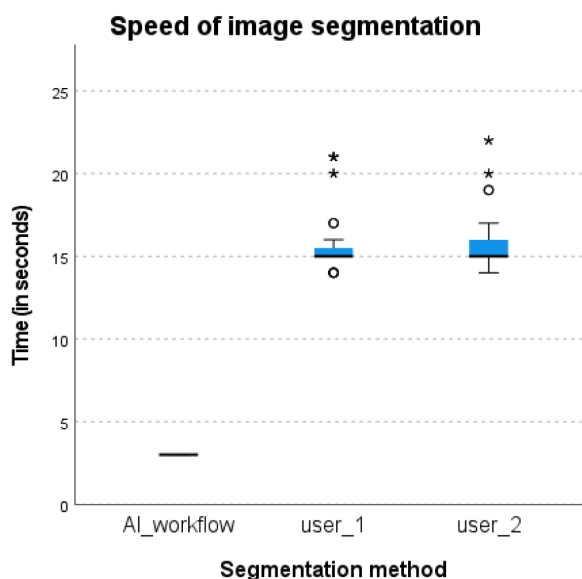 Speed of image segmentation
Time (in seconds)
25
20
15
10
5
0
AI_workflow user_1 user_2
Segmentation method